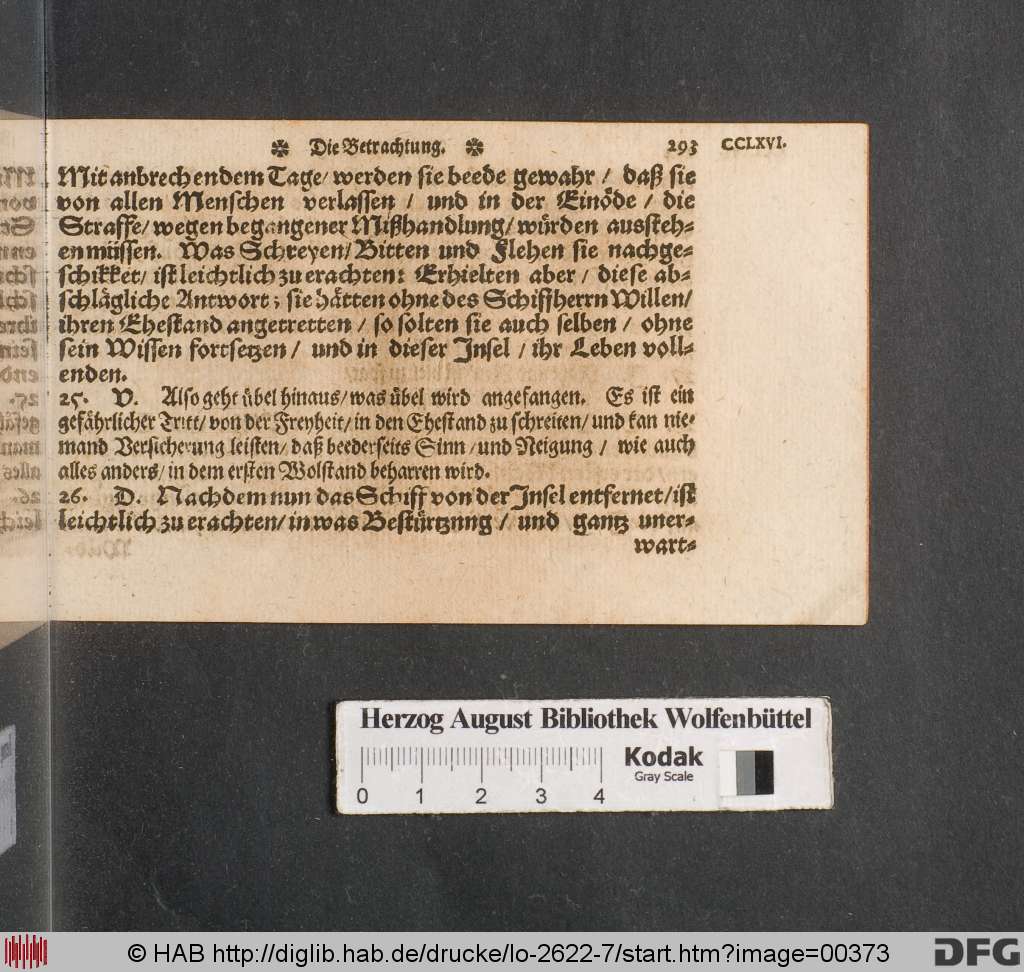 ✽ Die Betrachtung. ✽ 293 CCLXVI.
Mit anbrechendem Tage/ werden sie beede gewahr / daß sie
von allen Menschen verlassen / und in der Einöde / die
Straffe/ wegen begangener Mißhandlung/ würden aussteh-
en müssen. Was Schreyen/ Bitten und Flehen sie nachge-
schikket/ ist leichtlich zu erachten: Erhielten aber / diese ab-
schlägliche Antwort; sie hätten ohne des Schiffherrn Willen/
ihren Ehestand angetretten / so solten sie auch selben / ohne
sein Wissen fortsetzen / und in dieser Insel / ihr Leben voll-
enden.
25. V. Also geht übel hinaus/ was übel wird angefangen. Es ist ein
gefährlicher Tritt/ von der Freyheit/ in den Ehestand zu schreiten/ und kan nie-
mand Versicherung leisten/ daß beederseits Sinn /und Neigung / wie auch
alles anders/ in dem ersten Wolstand beharren wird.
26. D. Nachdem nun das Schiff von der Insel entfernet/ ist
leichtlich zu erachten/ in was Bestürtznng / und gantz uner-
wart-
Herzog August Bibliothek Wolfenbüttel
Kodak
Gray Scale
0 1 2 3 4
© HAB http://diglib.hab.de/drucke/lo-2622-7/start.htm?image=00373
DFG